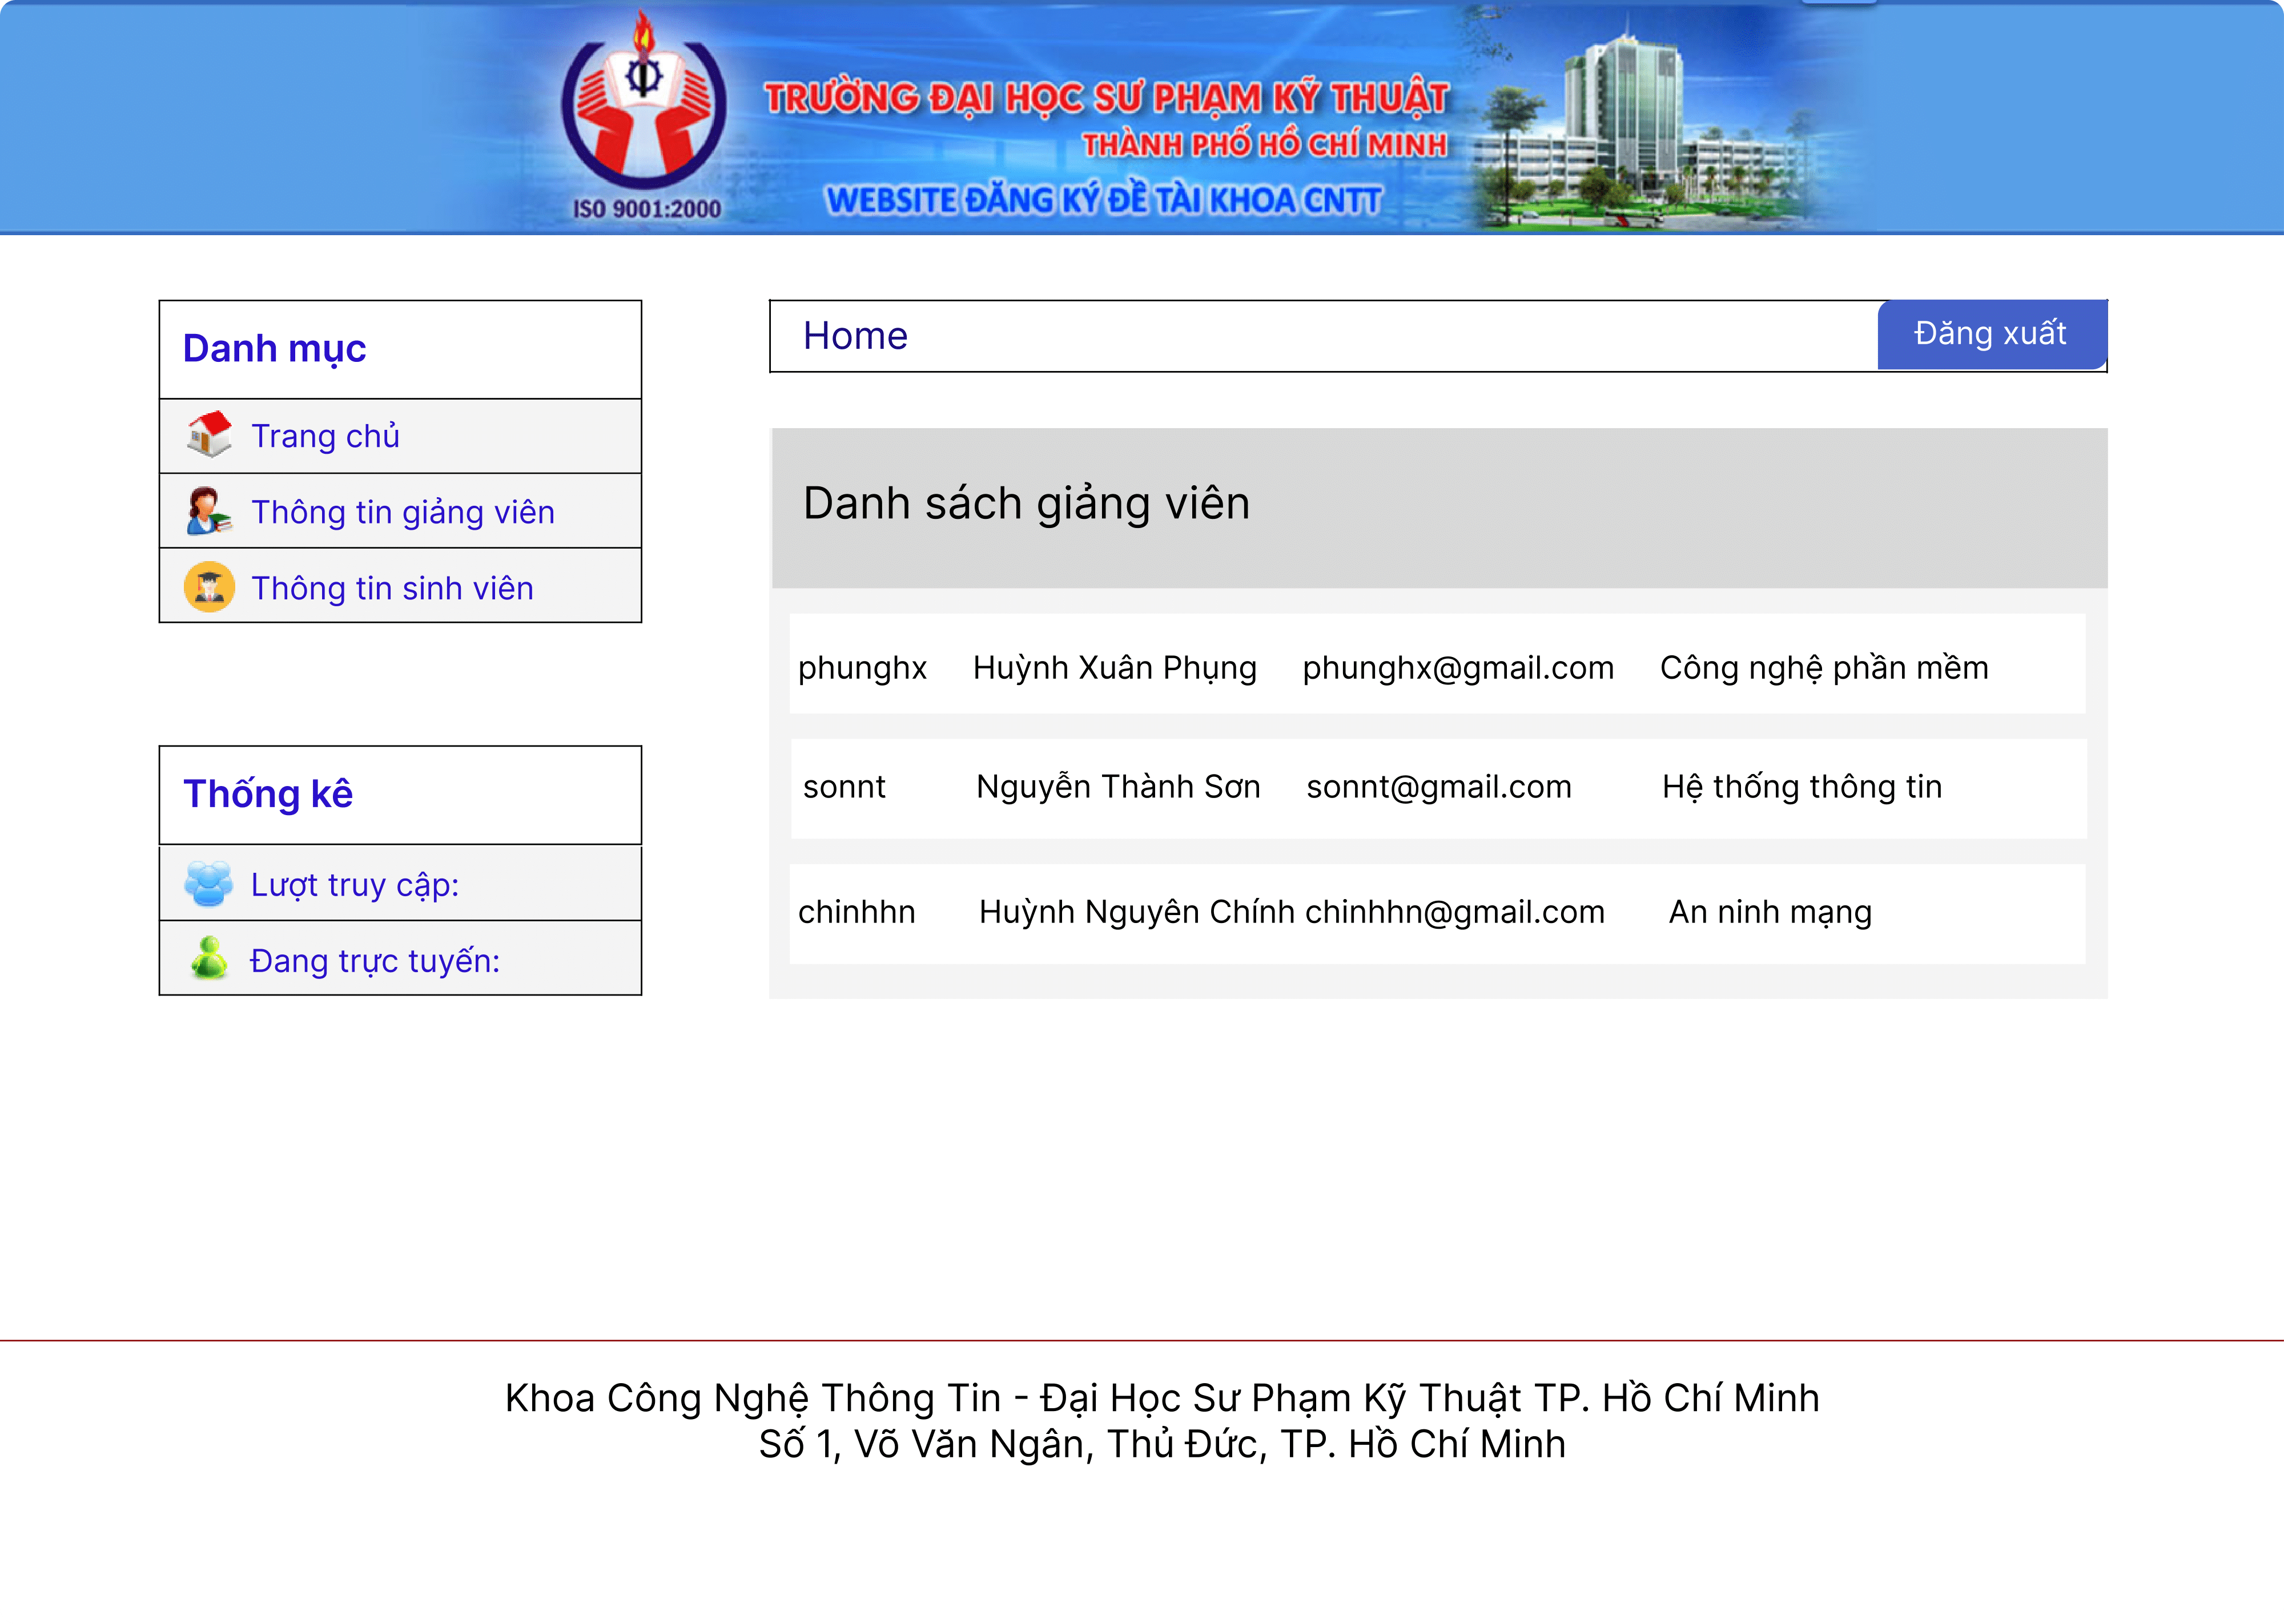 TRƯỜNG ĐẠI HỌC SƯ PHẠM KỸ THUẬT
THÀNH PHỐ HỒ CHÍ MINH
WEBSITE ĐĂNG KÝ ĐỀ TÀI KHOA CNTT
ISO 9001:2000
Danh mục
Trang chủ
Thông tin giảng viên
Thông tin sinh viên
Thống kê
Lượt truy cập:
Đang trực tuyến:
Home
Đăng xuất
Danh sách giảng viên
phunghx Huỳnh Xuân Phụng phunghx@gmail.com Công nghệ phần mềm
sonnt Nguyễn Thành Sơn sonnt@gmail.com Hệ thống thông tin
chinhhn Huỳnh Nguyên Chính chinhhn@gmail.com An ninh mạng
Khoa Công Nghệ Thông Tin - Đại Học Sư Phạm Kỹ Thuật TP. Hồ Chí Minh
Số 1, Võ Văn Ngân, Thủ Đức, TP. Hồ Chí Minh